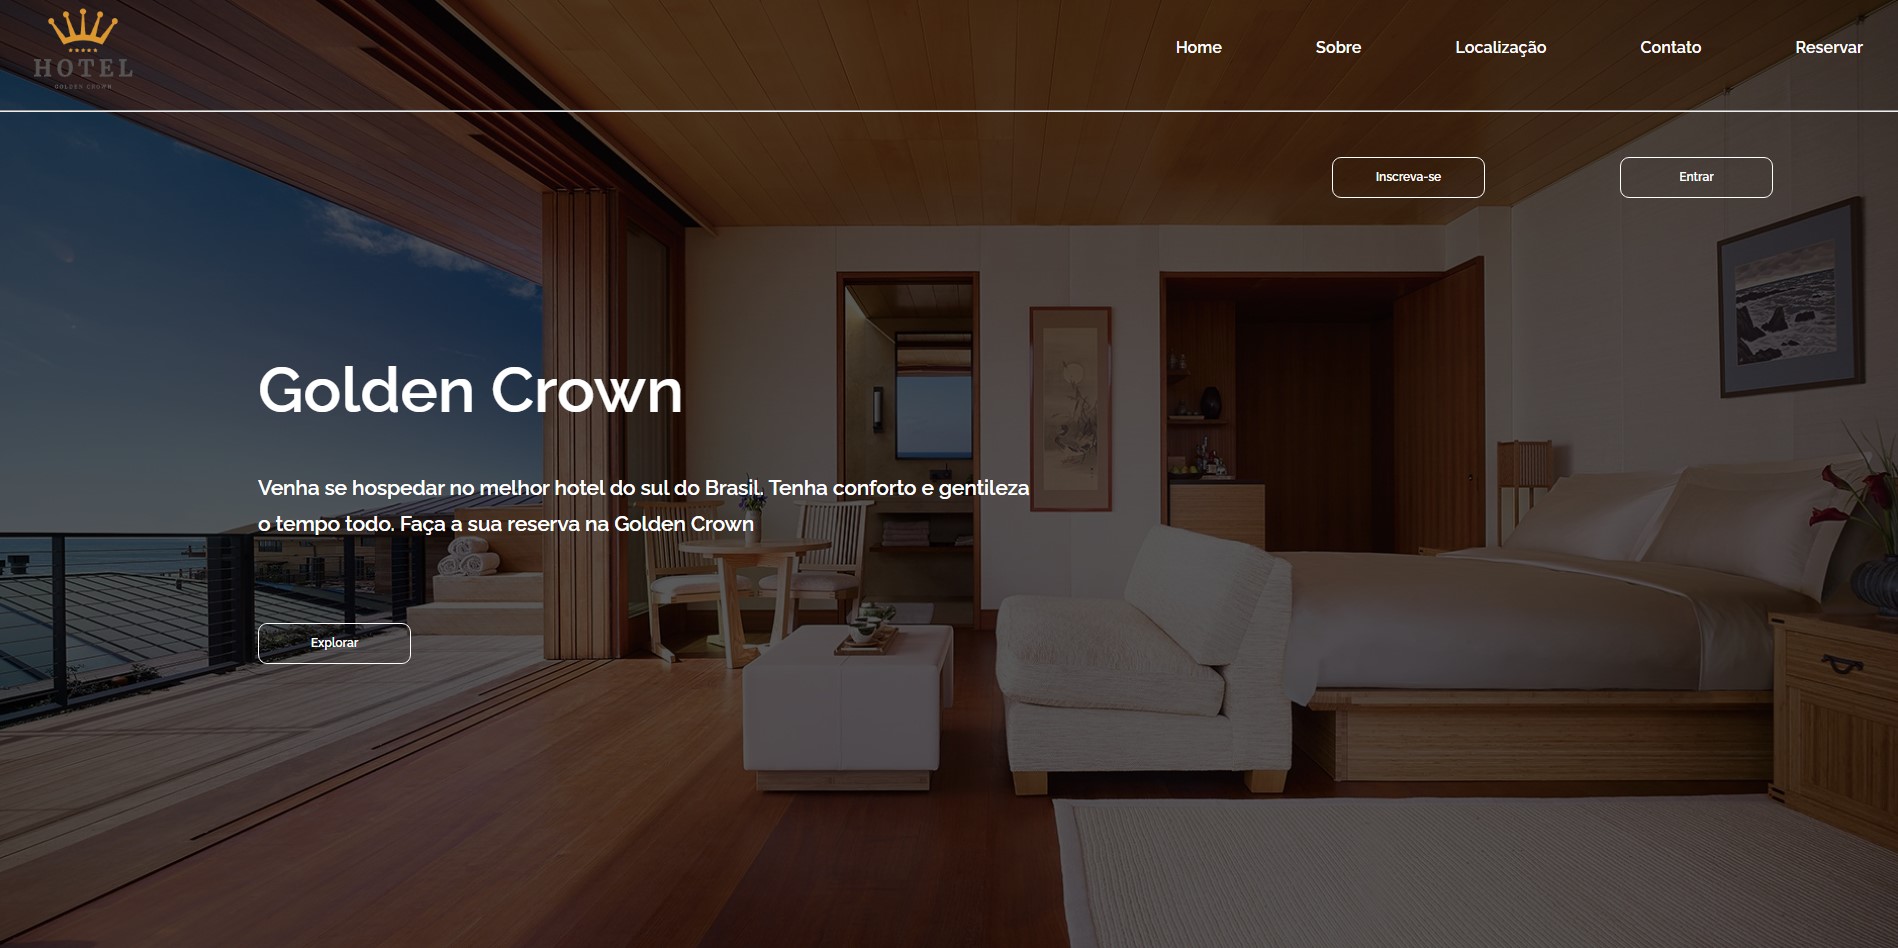 HOTEL
GOLDEN CROWN
Home
Sobre
Localização
Contato
Reservar
Inscreva-se
Entrar
Golden Crown
Venha se hospedar no melhor hotel do sul do Brasil. Tenha conforto e gentileza
o tempo todo. Faça a sua reserva na Golden Crown
Explorar